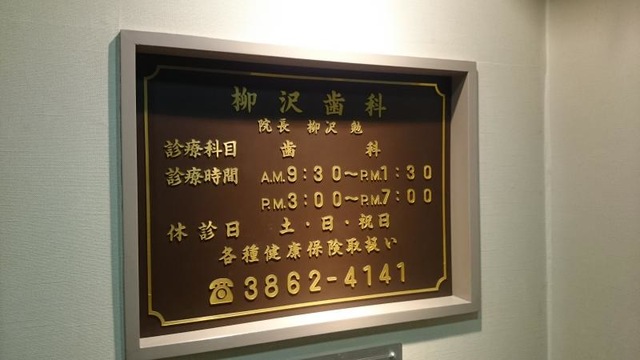 柳沢歯科
院長 柳沢 勉
診療科目 歯科
診療時間 A.M.9:30〜P.M.1:30
P.M.3:00〜P.M.7:00
休診日 土・日・祝日
各種健康保険取扱い
☎3862-4141